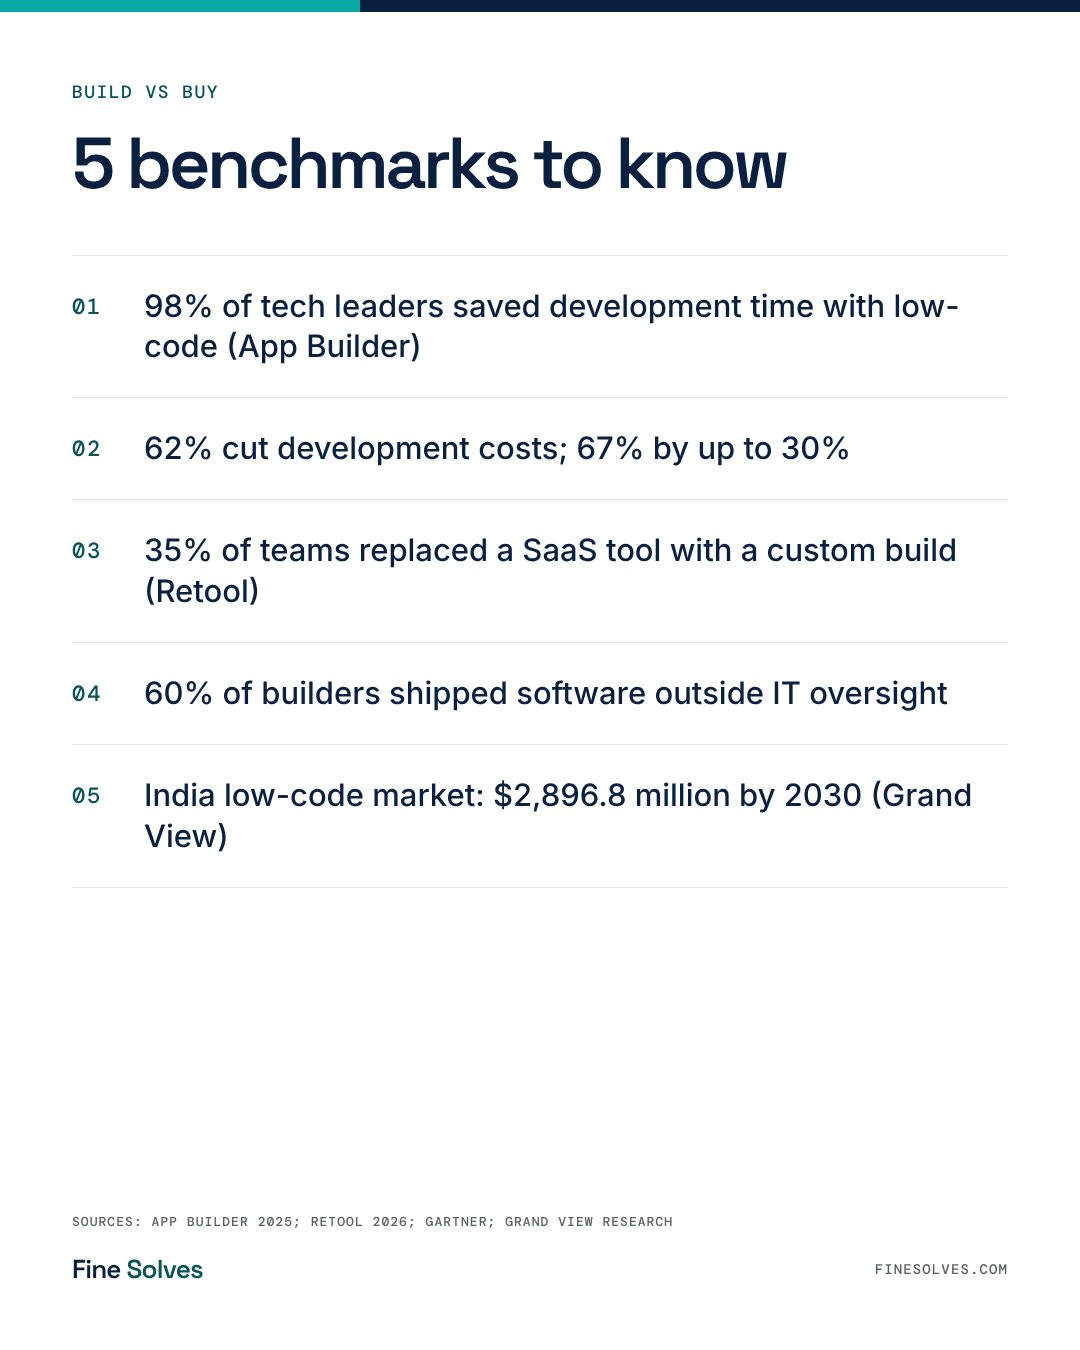 BUILD VS BUY
5 benchmarks to know
01 98% of tech leaders saved development time with low-
code (App Builder)
02 62% cut development costs; 67% by up to 30%
03 35% of teams replaced a SaaS tool with a custom build
(Retool)
04 60% of builders shipped software outside IT oversight
05 India low-code market: $2,896.8 million by 2030 (Grand
View)
SOURCES: APP BUILDER 2025; RETOOL 2026; GARTNER; GRAND VIEW RESEARCH
Fine Solves
FINESOLVES.COM